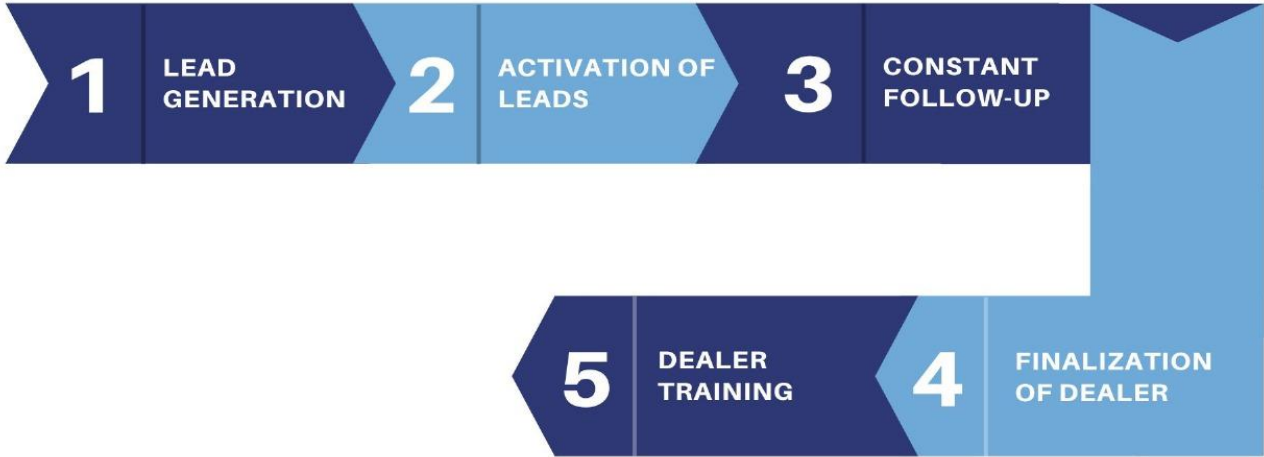 1
LEAD
GENERATION
2
ACTIVATION OF
LEADS
3
CONSTANT
FOLLOW-UP
4
FINALIZATION
OF DEALER
5
DEALER
TRAINING